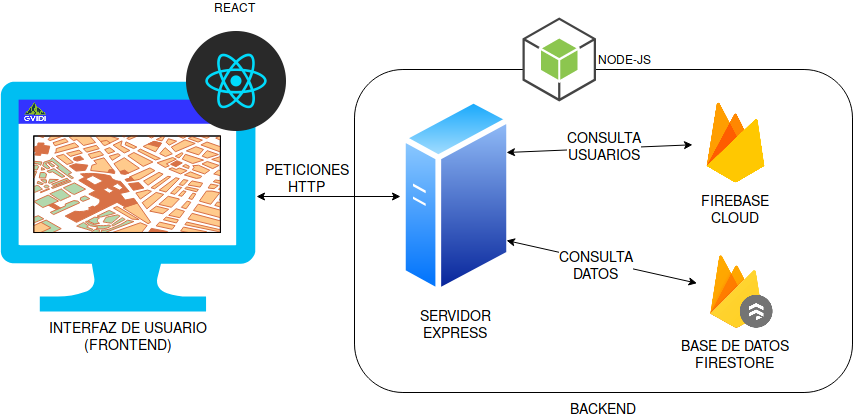 REACT
NODE-JS
GVIDI
PETICIONES
HTTP
CONSULTA
USUARIOS
FIREBASE
CLOUD
CONSULTA
DATOS
SERVIDOR
EXPRESS
INTERFAZ DE USUARIO
(FRONTEND)
BASE DE DATOS
FIRESTORE
BACKEND